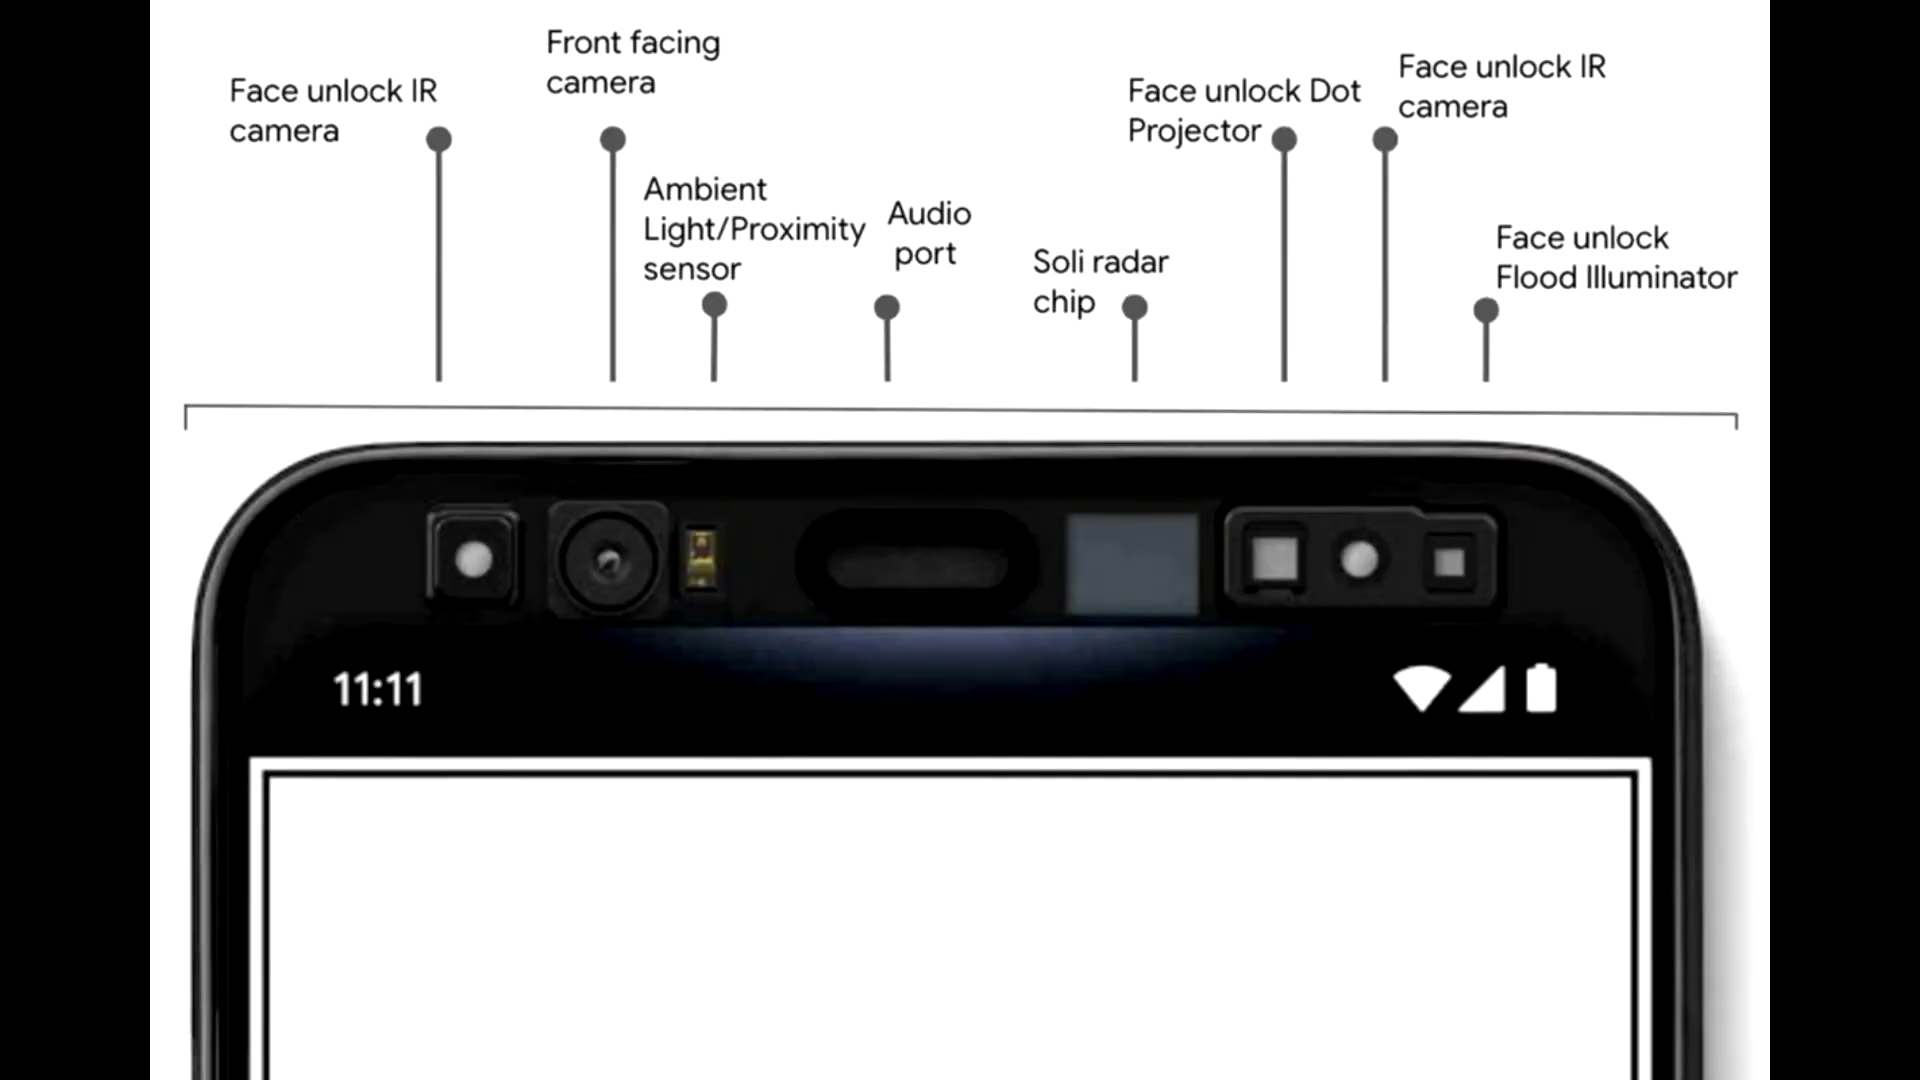 Face unlock IR
camera
Front facing
camera
Ambient
Light/Proximity
sensor
Audio
port
Soli radar
chip
Face unlock Dot
Projector
Face unlock IR
camera
Face unlock
Flood Illuminator
11:11